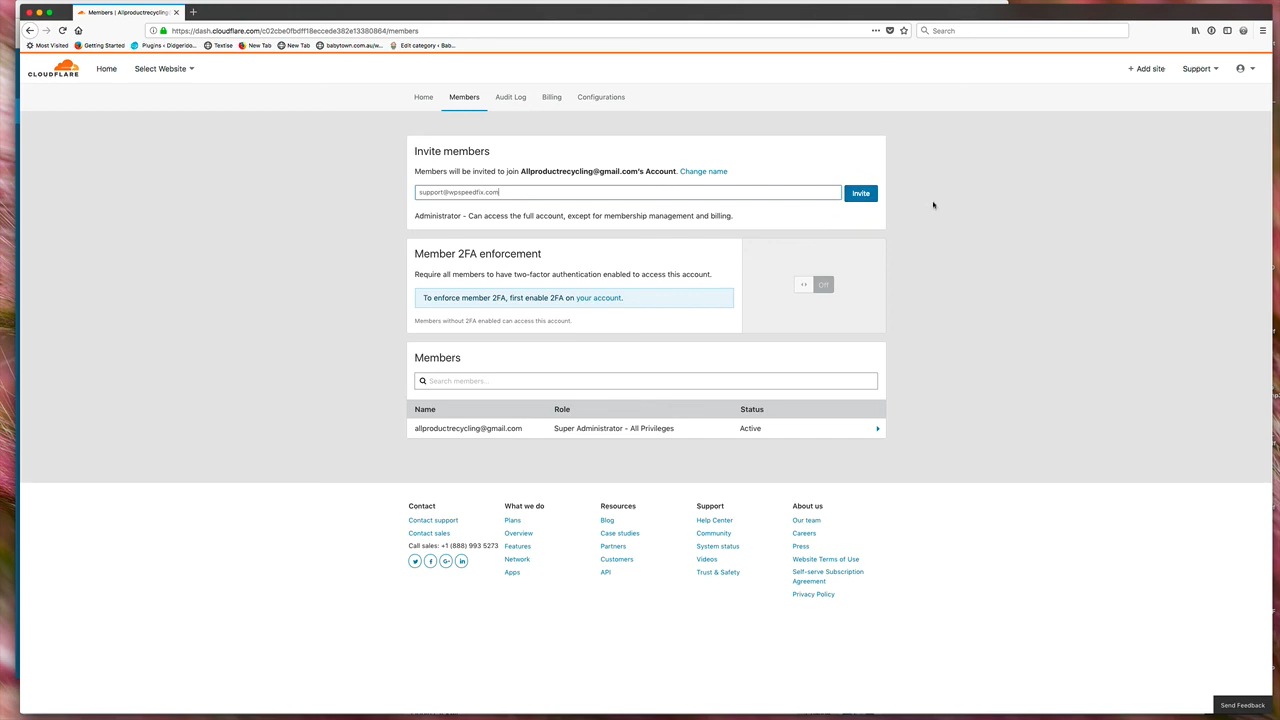 Members | Allproductrecycling
https://dash.cloudflare.com/c02cbe0fbdff18eccede382e13380864/members
Search
Most Visited
Getting Started
Plugins ‹ Didgerido...
Textise
New Tab
New Tab
babytown.com.au/w...
Edit category ‹ Bab...
CLOUDFLARE
Home
Select Website
+ Add site
Support
Home
Members
Audit Log
Billing
Configurations
Invite members
Members will be invited to join Allproductrecycling@gmail.com's Account. Change name
support@wpspeedfix.com
Invite
Administrator - Can access the full account, except for membership management and billing.
Member 2FA enforcement
Require all members to have two-factor authentication enabled to access this account.
To enforce member 2FA, first enable 2FA on your account.
Members without 2FA enabled can access this account.
Off
Members
Search members...
Name
Role
Status
allproductrecycling@gmail.com
Super Administrator - All Privileges
Active
Contact
Contact support
Contact sales
Call sales: +1 (888) 993 5273
What we do
Plans
Overview
Features
Network
Apps
Resources
Blog
Case studies
Partners
Customers
API
Support
Help Center
Community
System status
Videos
Trust & Safety
About us
Our team
Careers
Press
Website Terms of Use
Self-serve Subscription
Agreement
Privacy Policy
Send Feedback